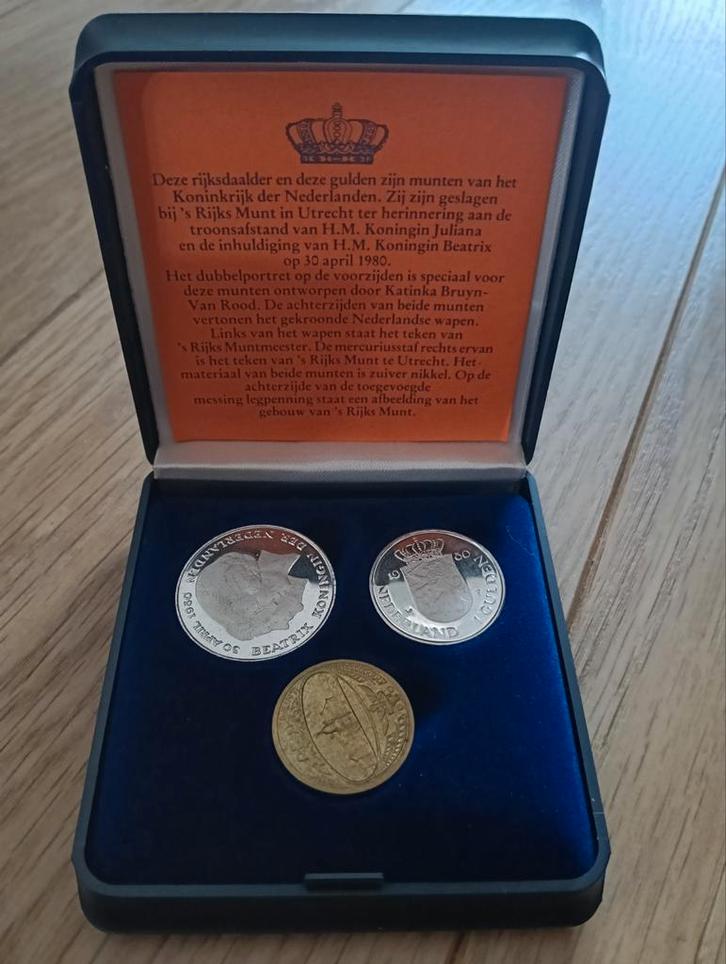 Deze rijksdaalder en deze gulden zijn munten van het
Koninkrijk der Nederlanden. Zij zijn geslagen
bij 's Rijks Munt in Utrecht ter herinnering aan de
troonsafstand van H.M. Koningin Juliana
en de inhuldiging van H.M. Koningin Beatrix
op 30 april 1980.
Het dubbelportret op de voorzijden is speciaal voor
deze munten ontworpen door Katinka Bruyn-
Van Rood. De achterzijden van beide munten
vertonen het gekroonde Nederlandse wapen.
Links van het wapen staat het teken van
's Rijks Muntmeester. De mercuriusstaf rechts ervan
is het teken van 's Rijks Munt te Utrecht. Het
materiaal van beide munten is zuiver nikkel. Op de
achterzijde van de toegevoegde
messing legpenning staat een afbeelding van het
gebouw van 's Rijks Munt.
30 APRIL 1980 BEATRIX KONINGIN DER NEDERLANDEN
1980
NEDERLAND 1 GULDEN